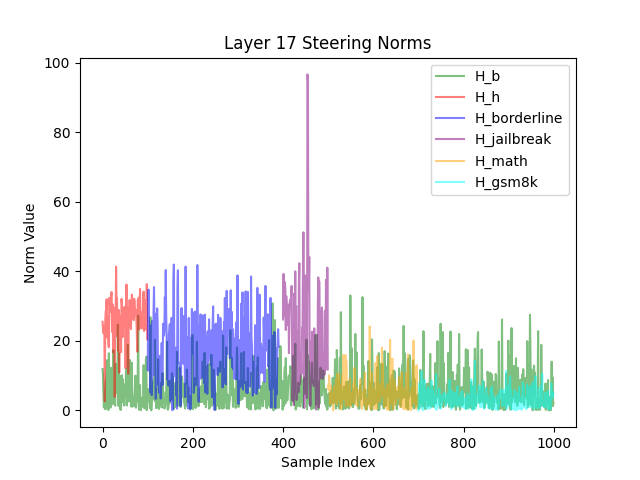 Layer 17 Steering Norms
100
80
60
40
20
0
Norm Value
H_b
H_h
H_borderline
H_jailbreak
H_math
H_gsm8k
0 200 400 600 800 1000
Sample Index